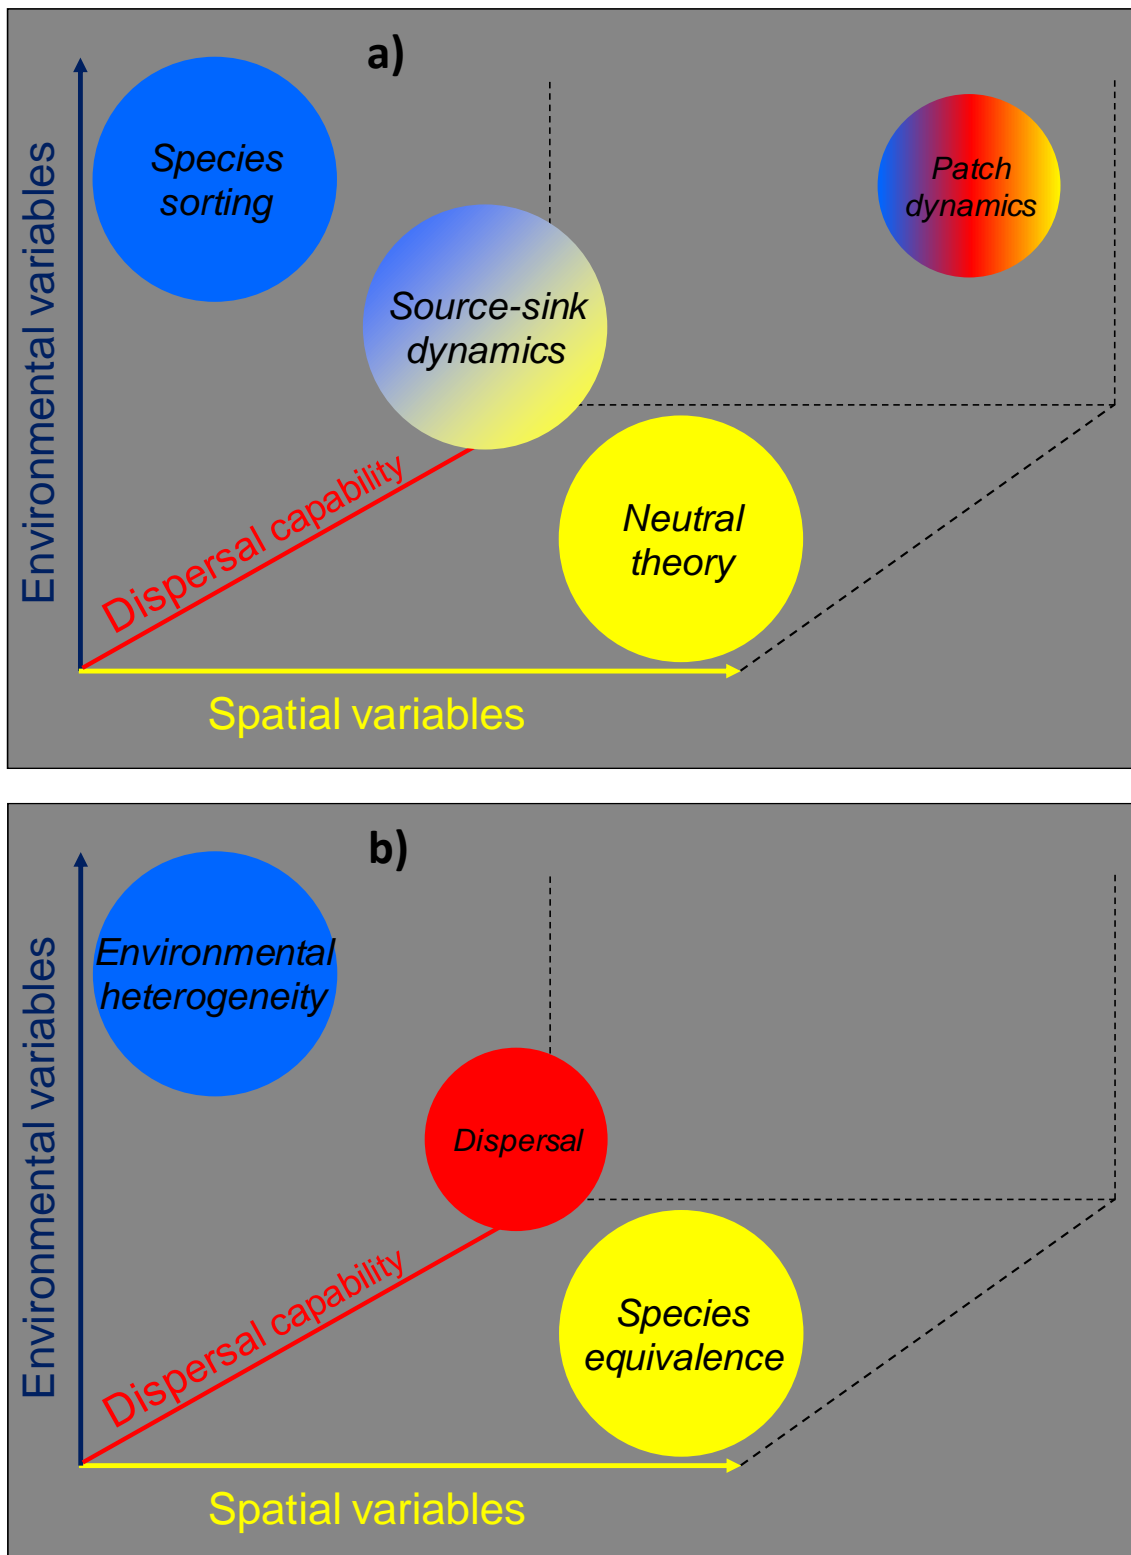 a)
Species
sorting
Patch
dynamics
Source-sink
dynamics
Neutral
theory
Environmental variables
Dispersal capability
Spatial variables
b)
Environmental
heterogeneity
Dispersal
Species
equivalence
Environmental variables
Dispersal capability
Spatial variables